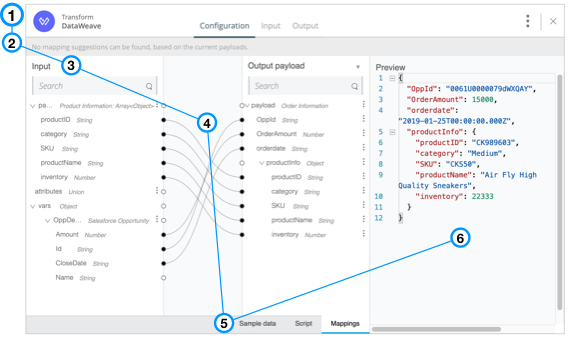 1
Transform
DataWeave
Configuration Input Output
2
No mapping suggestions can be found, based on the current payloads.
Input
3
Search
pa... Product Information: Array<Object>
productID String
category String
SKU String
productName String
inventory Number
attributes Union
vars Object
OppDe... Salesforce Opportunity
Amount Number
Id String
CloseDate String
Name String
4
Output payload
Search
payload Order Information
OppId String
OrderAmount Number
orderdate String
productInfo Object
productID String
category String
SKU String
productName String
inventory Number
Preview
1 {
2 "OppId": "0061U0000079dWXQAY",
3 "OrderAmount": 15000,
4 "orderdate":
"2019-01-25T00:00:00.000Z",
5 "productInfo": {
6 "productID": "CK989603",
7 "category": "Medium",
8 "SKU": "CKS50",
9 "productName": "Air Fly High
Quality Sneakers",
10 "inventory": 22333
11 }
12 }
6
5
Sample data Script Mappings